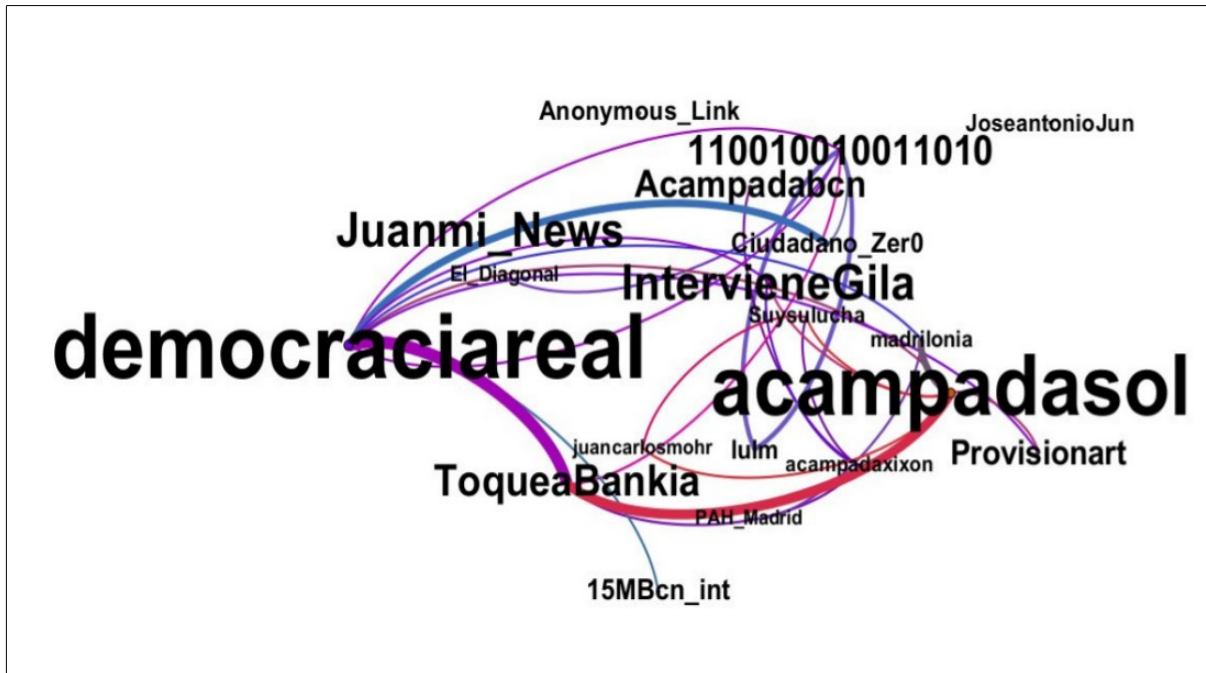 Anonymous_Link
JoseantonioJun
110010010011010
Acampadabcn
Juanmi_News
Ciudadano_Zer0
El_Diagonal
IntervieneGila
Suysulucha
democraciareal
madrilonia
acampadasol
juancarlosmohr
lulm
acampadaxixon
Provisionart
ToqueaBankia
PAH_Madrid
15MBcn_int